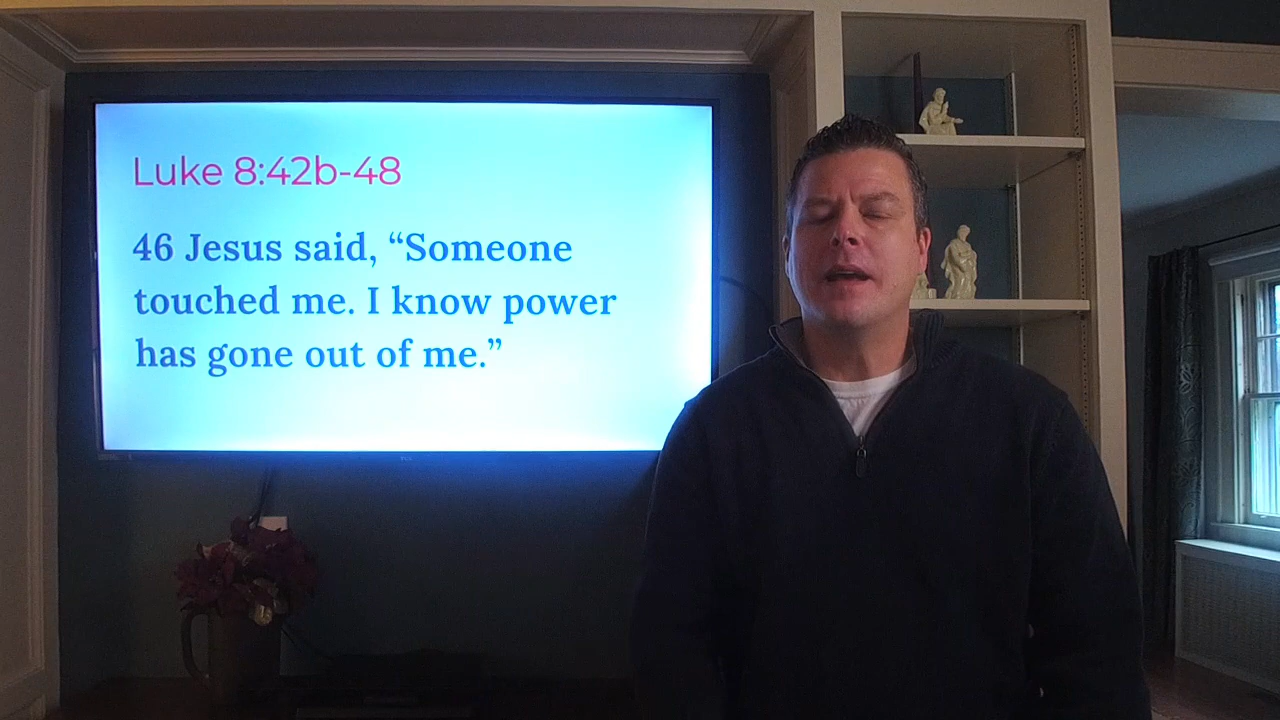 Luke 8:42b-48
46 Jesus said, “Someone
touched me. I know power
has gone out of me.”